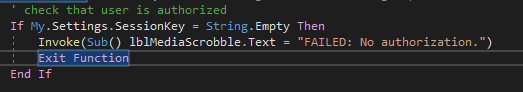 ' check that user is authorized
If My.Settings.SessionKey = String.Empty Then
Invoke(Sub() lblMediaScrobble.Text = "FAILED: No authorization.")
Exit Function
End If